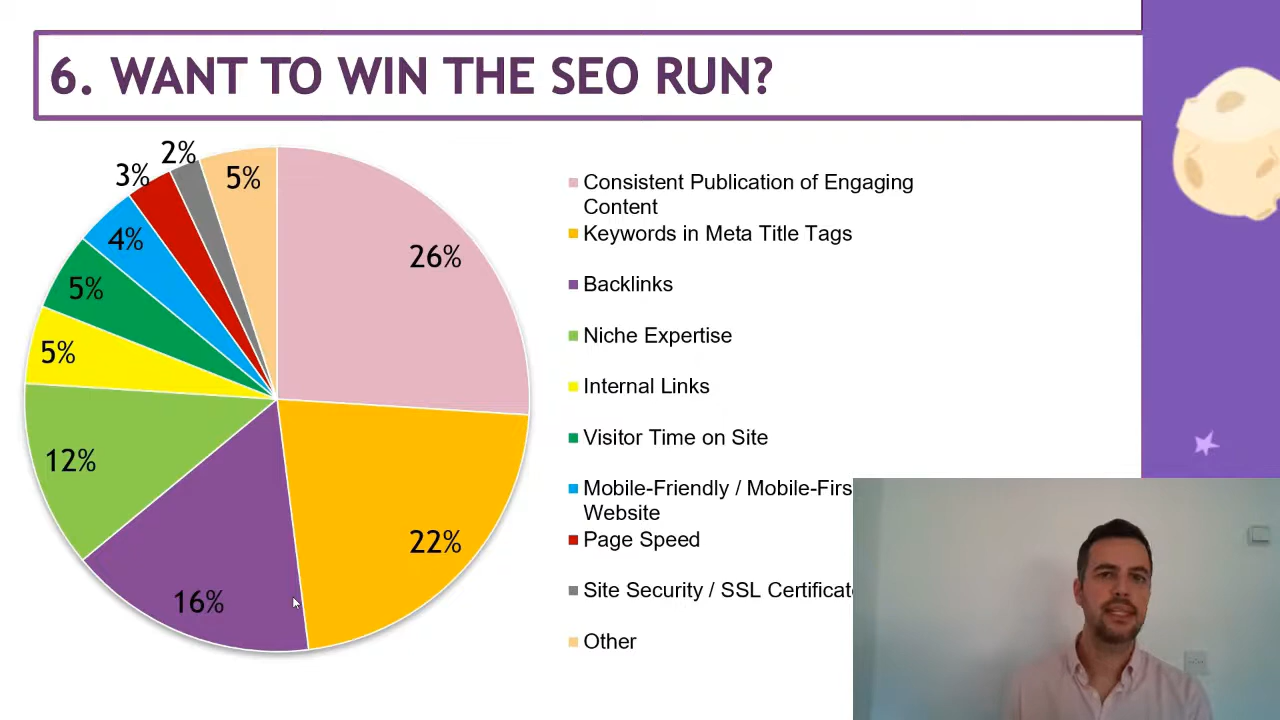 6. WANT TO WIN THE SEO RUN?
2%
3%
5%
26%
4%
5%
5%
12%
22%
16%
Consistent Publication of Engaging
Content
Keywords in Meta Title Tags
Backlinks
Niche Expertise
Internal Links
Visitor Time on Site
Mobile-Friendly / Mobile-Firs
Website
Page Speed
Site Security / SSL Certificat
Other